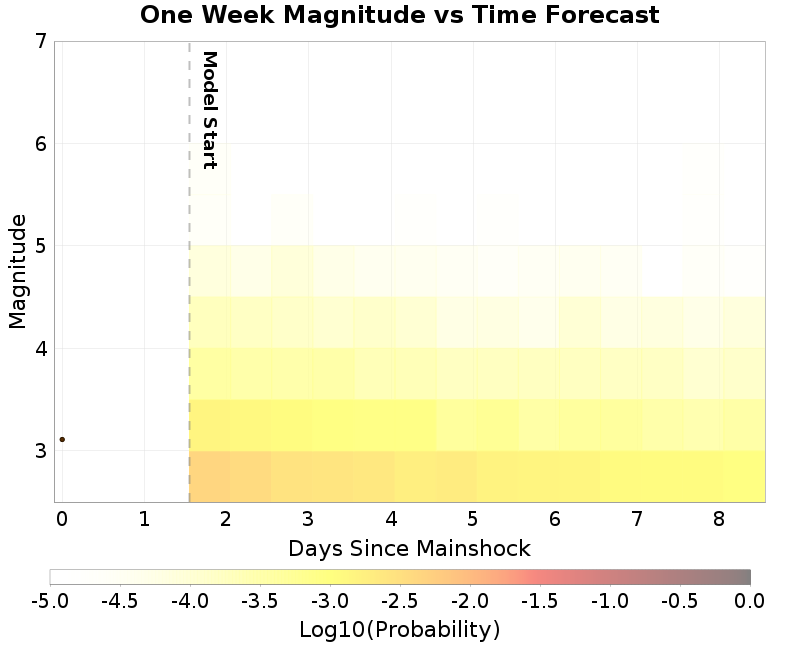 One Week Magnitude vs Time Forecast
7
6
5
4
3
Magnitude
Model Start
0 1 2 3 4 5 6 7 8
Days Since Mainshock
-5.0 -4.5 -4.0 -3.5 -3.0 -2.5 -2.0 -1.5 -1.0 -0.5 0.0
Log10(Probability)